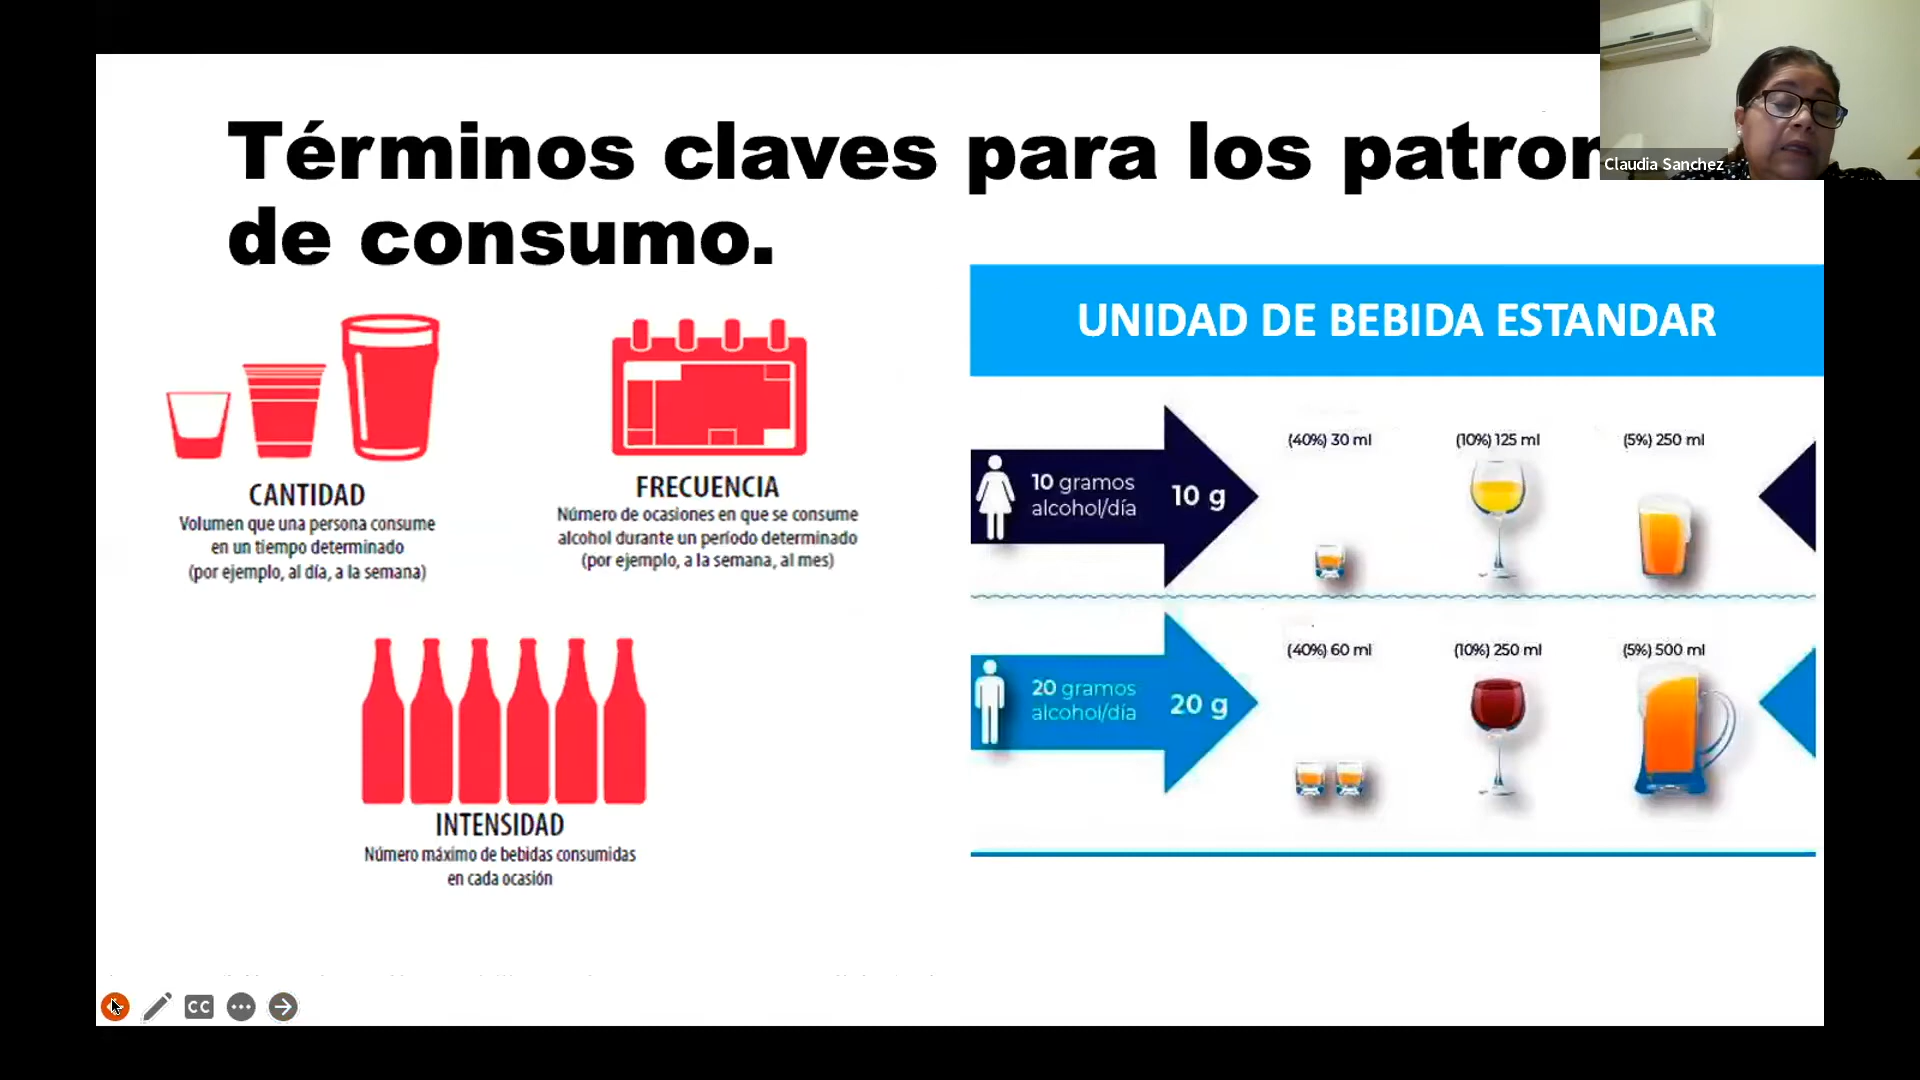 Términos claves para los patron
de consumo.
Claudia Sanchez
CANTIDAD
Volumen que una persona consume
en un tiempo determinado
(por ejemplo, al día, a la semana)
FRECUENCIA
Número de ocasiones en que se consume
alcohol durante un período determinado
(por ejemplo, a la semana, al mes)
INTENSIDAD
Número máximo de bebidas consumidas
en cada ocasión
UNIDAD DE BEBIDA ESTANDAR
10 gramos
alcohol/día
10 g
(40%) 30 ml
(10%) 125 ml
(5%) 250 ml
20 gramos
alcohol/día
20 g
(40%) 60 ml
(10%) 250 ml
(5%) 500 ml
CC